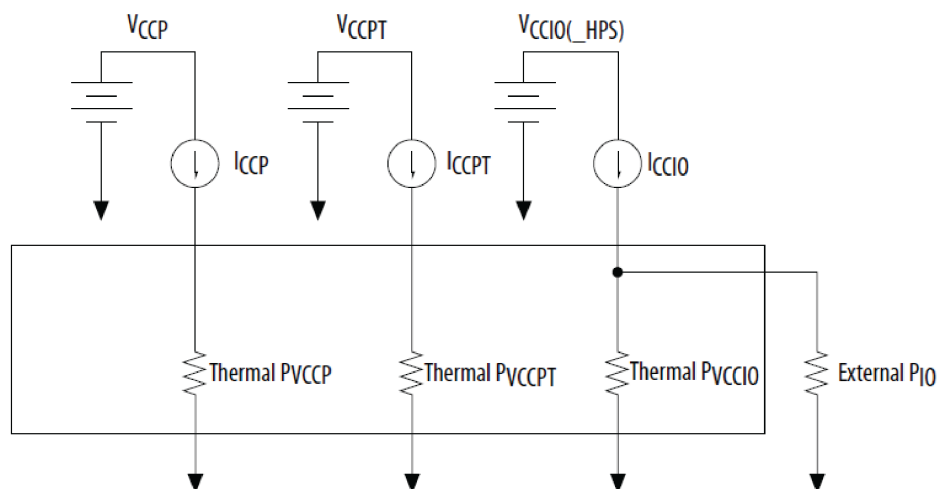 VCCP
VCCPT
VCCIO(_HPS)
ICCP
ICCPT
ICCIO
Thermal PVCCP
Thermal PVCCPT
Thermal PVCCIO
External PIO